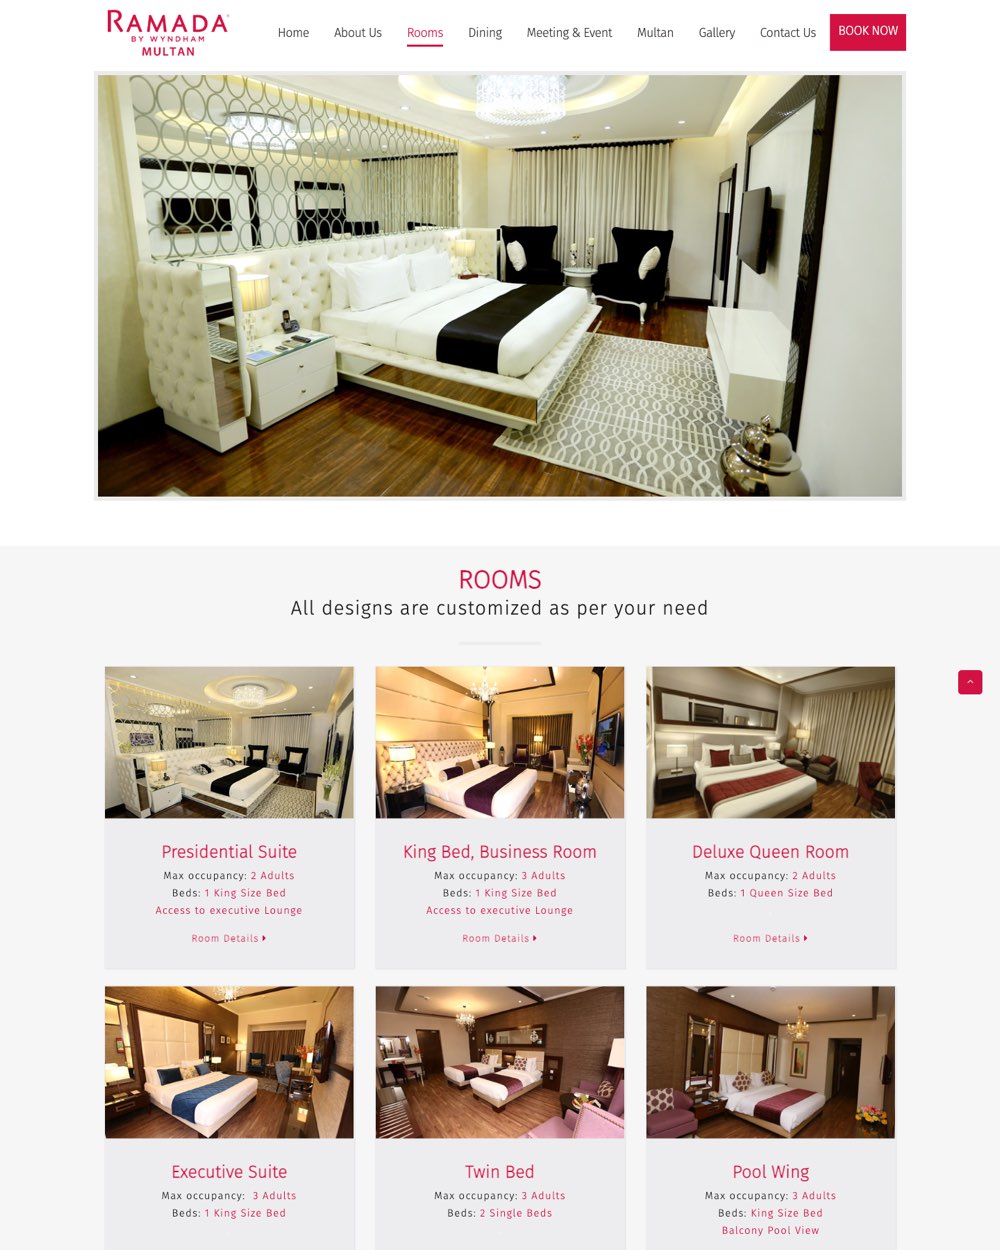 RAMADA
BY WYNDHAM
MULTAN
Home About Us Rooms Dining Meeting & Event Multan Gallery Contact Us BOOK NOW
ROOMS
All designs are customized as per your need
Presidential Suite
Max occupancy: 2 Adults
Beds: 1 King Size Bed
Access to executive Lounge
Room Details
King Bed, Business Room
Max occupancy: 3 Adults
Beds: 1 King Size Bed
Access to executive Lounge
Room Details
Deluxe Queen Room
Max occupancy: 2 Adults
Beds: 1 Queen Size Bed
Room Details
Executive Suite
Max occupancy: 3 Adults
Beds: 1 King Size Bed
Twin Bed
Max occupancy: 3 Adults
Beds: 2 Single Beds
Pool Wing
Max occupancy: 3 Adults
Beds: King Size Bed
Balcony Pool View